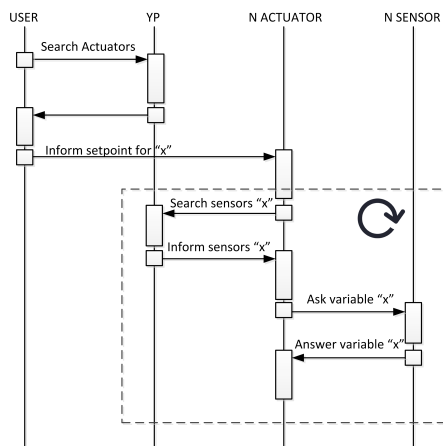 USER YP N ACTUATOR N SENSOR
Search Actuators
Inform setpoint for "x"
Search sensors "x"
Inform sensors "x"
Ask variable "x"
Answer variable "x"